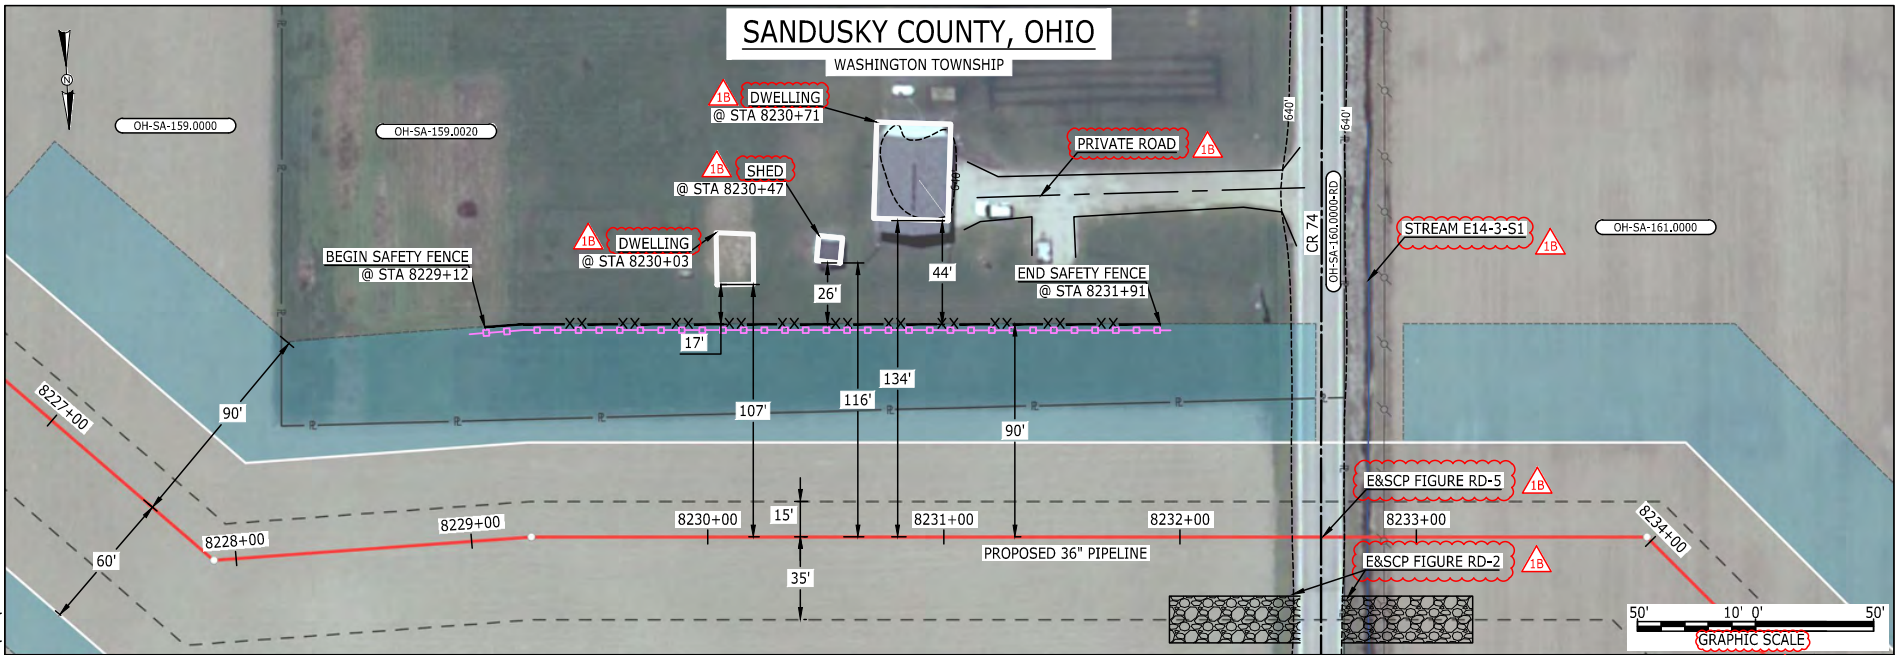 SANDUSKY COUNTY, OHIO
WASHINGTON TOWNSHIP
N
OH-SA-159.0000
OH-SA-159.0020
1B DWELLING
@ STA 8230+71
1B SHED
@ STA 8230+47
1B DWELLING
@ STA 8230+03
BEGIN SAFETY FENCE
@ STA 8229+12
PRIVATE ROAD 1B
640'
640'
640'
CR 74
OH-SA-160.0000-RD
STREAM E14-3-S1
1B
OH-SA-161.0000
END SAFETY FENCE
@ STA 8231+91
44'
26'
17'
134'
116'
107'
90'
90'
60'
15'
35'
8227+00
8228+00
8229+00
8230+00
8231+00
8232+00
8233+00
8234+00
PROPOSED 36" PIPELINE
E&SCP FIGURE RD-5 1B
E&SCP FIGURE RD-2 1B
50' 10' 0' 50'
GRAPHIC SCALE